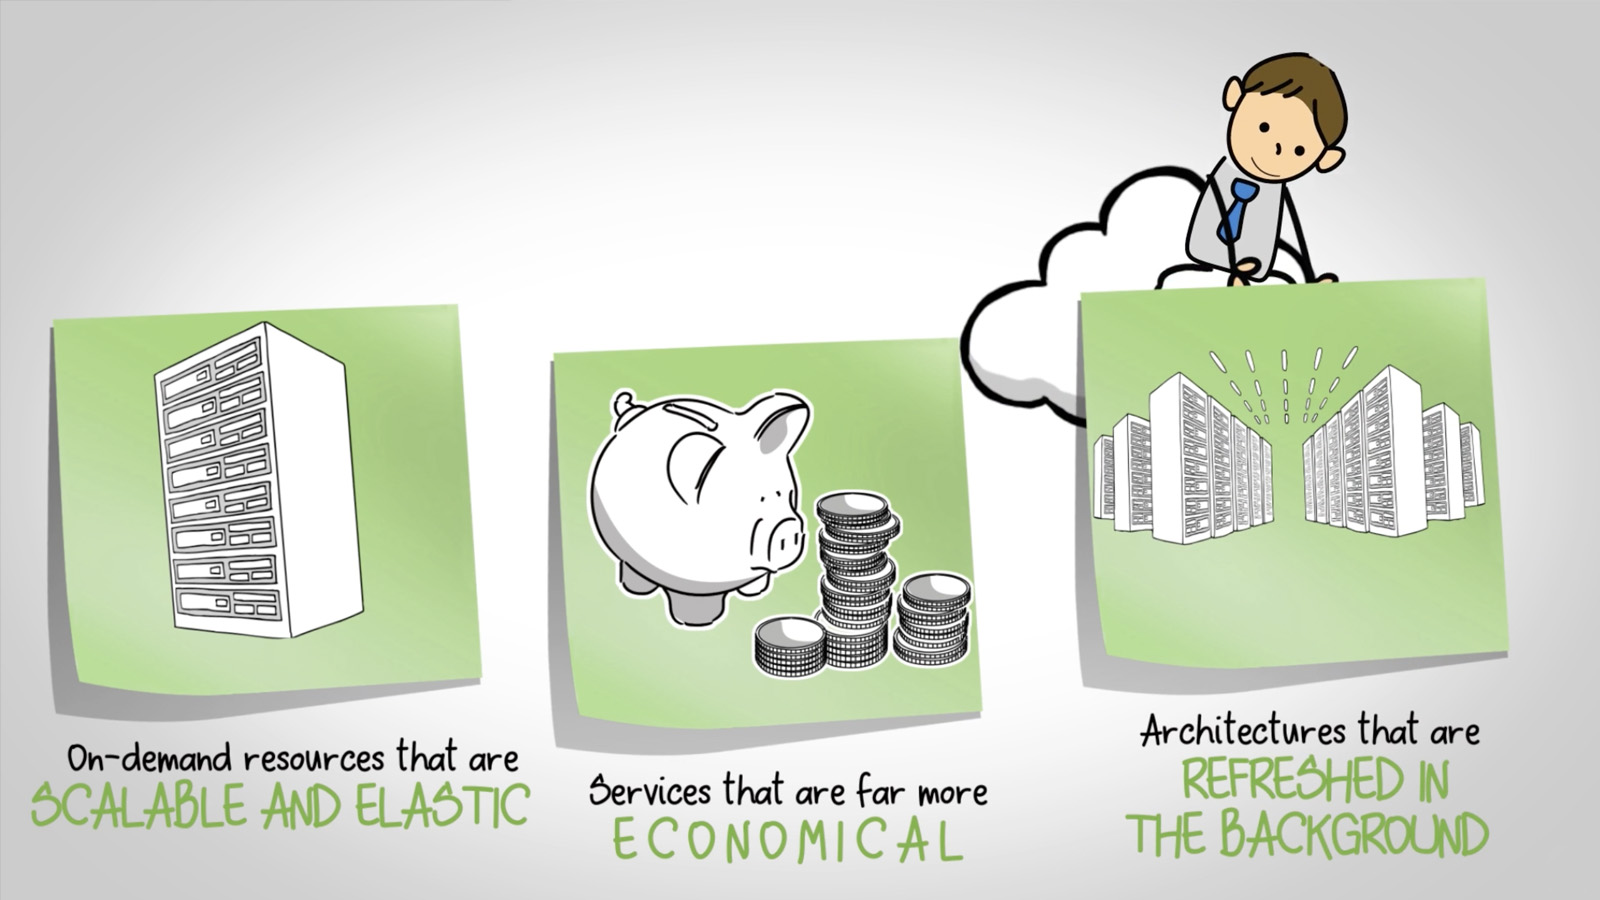 On-demand resources that are
SCALABLE AND ELASTIC
Services that are far more
ECONOMICAL
Architectures that are
REFRESHED IN
THE BACKGROUND